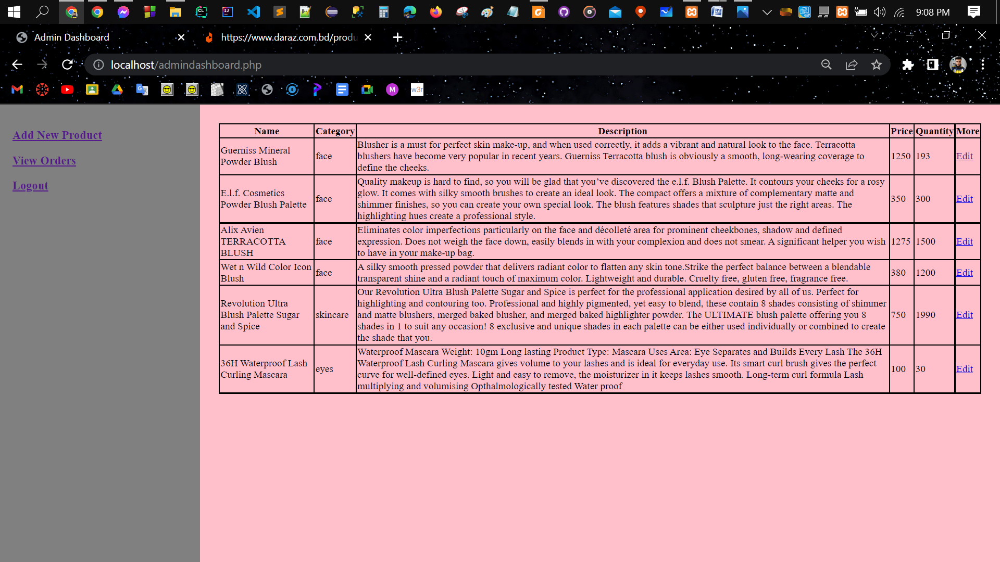 9:08 PM
Admin Dashboard
https://www.daraz.com.bd/produ
localhost/admindashboard.php
M
w3r
Add New Product
View Orders
Logout
Name Category Description Price Quantity More
Guerniss Mineral
Powder Blush
face
Blusher is a must for perfect skin make-up, and when used correctly, it adds a vibrant and natural look to the face. Terracotta
blushers have become very popular in recent years. Guerniss Terracotta blush is obviously a smooth, long-wearing coverage to
define the cheeks.
1250 193 Edit
E.l.f. Cosmetics
Powder Blush Palette
face
Quality makeup is hard to find, so you will be glad that you’ve discovered the e.l.f. Blush Palette. It contours your cheeks for a rosy
glow. It comes with silky smooth brushes to create an ideal look. The compact offers a mixture of complementary matte and
shimmer finishes, so you can create your own special look. The blush features shades that sculpture just the right areas. The
highlighting hues create a professional style.
350 300 Edit
Alix Avien
TERRACOTTA
BLUSH
face
Eliminates color imperfections particularly on the face and décolleté area for prominent cheekbones, shadow and defined
expression. Does not weigh the face down, easily blends in with your complexion and does not smear. A significant helper you wish
to have in your make-up bag.
1275 1500 Edit
Wet n Wild Color Icon
Blush
face
A silky smooth pressed powder that delivers radiant color to flatten any skin tone.Strike the perfect balance between a blendable
transparent shine and a radiant touch of maximum color. Lightweight and durable. Cruelty free, gluten free, fragrance free.
380 1200 Edit
Revolution Ultra
Blush Palette Sugar
and Spice
skincare
Our Revolution Ultra Blush Palette Sugar and Spice is perfect for the professional application desired by all of us. Perfect for
highlighting and contouring too. Professional and highly pigmented, yet easy to blend, these contain 8 shades consisting of shimmer
and matte blushers, merged baked blusher, and merged baked highlighter powder. The ULTIMATE blush palette offering you 8
shades in 1 to suit any occasion! 8 exclusive and unique shades in each palette can be either used individually or combined to create
the shade that you.
750 1990 Edit
36H Waterproof Lash
Curling Mascara
eyes
Waterproof Mascara Weight: 10gm Long lasting Product Type: Mascara Uses Area: Eye Separates and Builds Every Lash The 36H
Waterproof Lash Curling Mascara gives volume to your lashes and is ideal for everyday use. Its smart curl brush gives the perfect
curve for well-defined eyes. Light and easy to remove, the moisturizer in it keeps lashes smooth. Long-term curl formula Lash
multiplying and volumising Opthalmologically tested Water proof
100 30 Edit